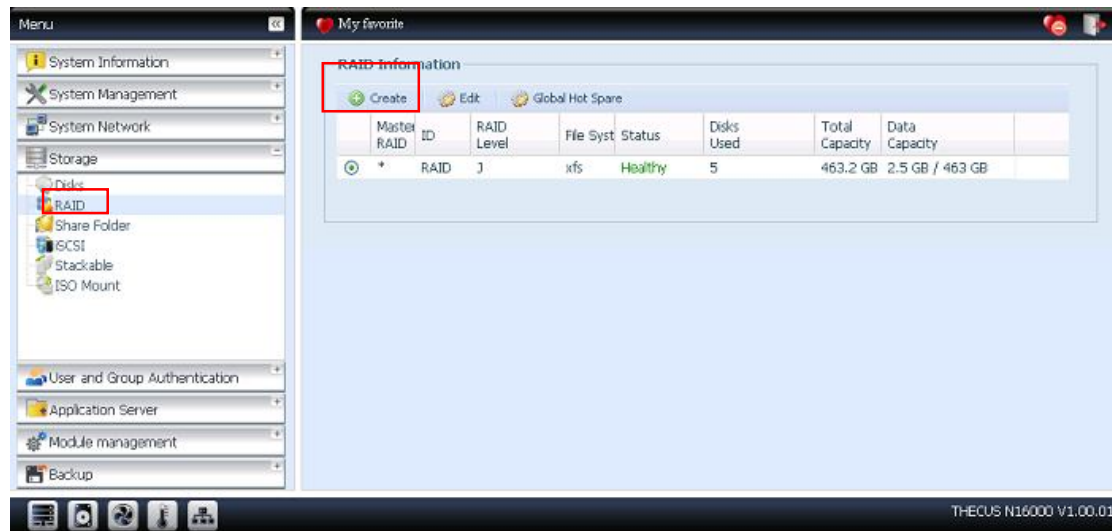 Menu
My favorite
System Information
System Management
System Network
Storage
Disks
RAID
Share Folder
iSCSI
Stackable
ISO Mount
User and Group Authentication
Application Server
Module management
Backup
RAID Information
Create Edit Global Hot Spare
Master RAID ID RAID Level File Syst Status Disks Used Total Capacity Data Capacity
* RAID J xfs Healthy 5 463.2 GB 2.5 GB / 463 GB
THECUS N16000 V1.00.01